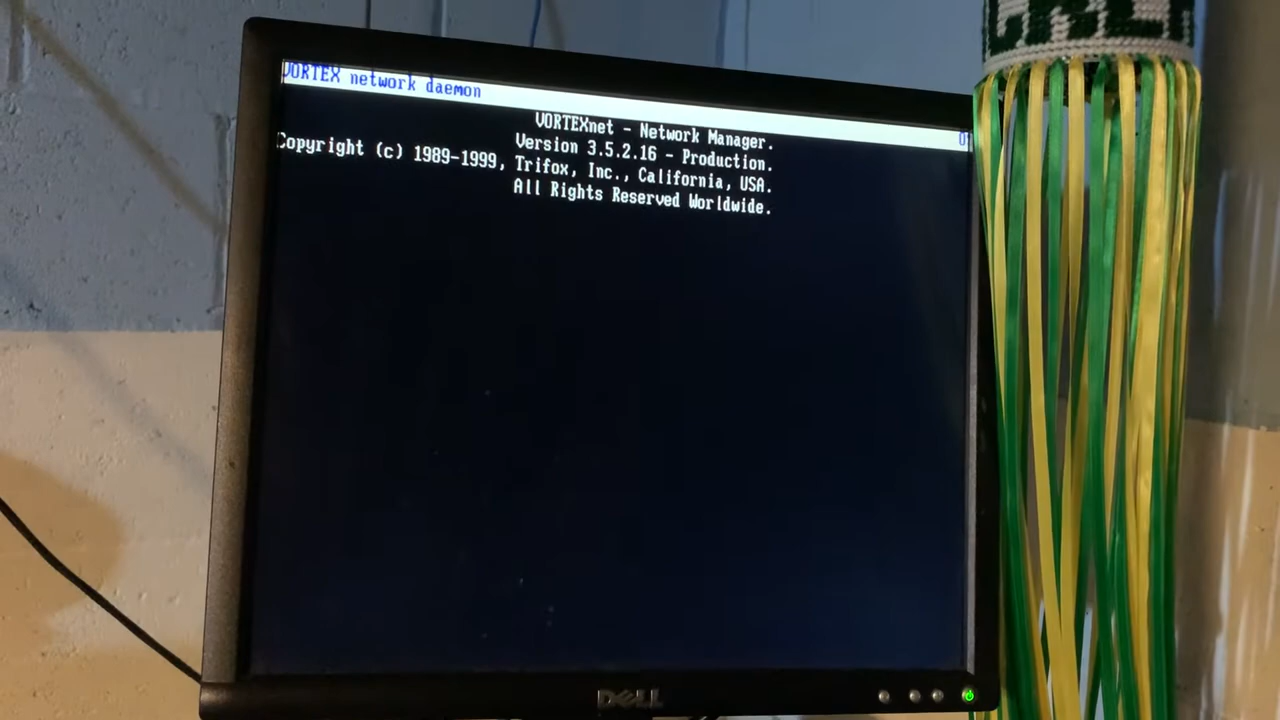 VORTEX network daemon
VORTEXnet - Network Manager.
Version 3.5.2.16 - Production.
Copyright (c) 1989-1999, Trifox, Inc., California, USA.
All Rights Reserved Worldwide.
DELL